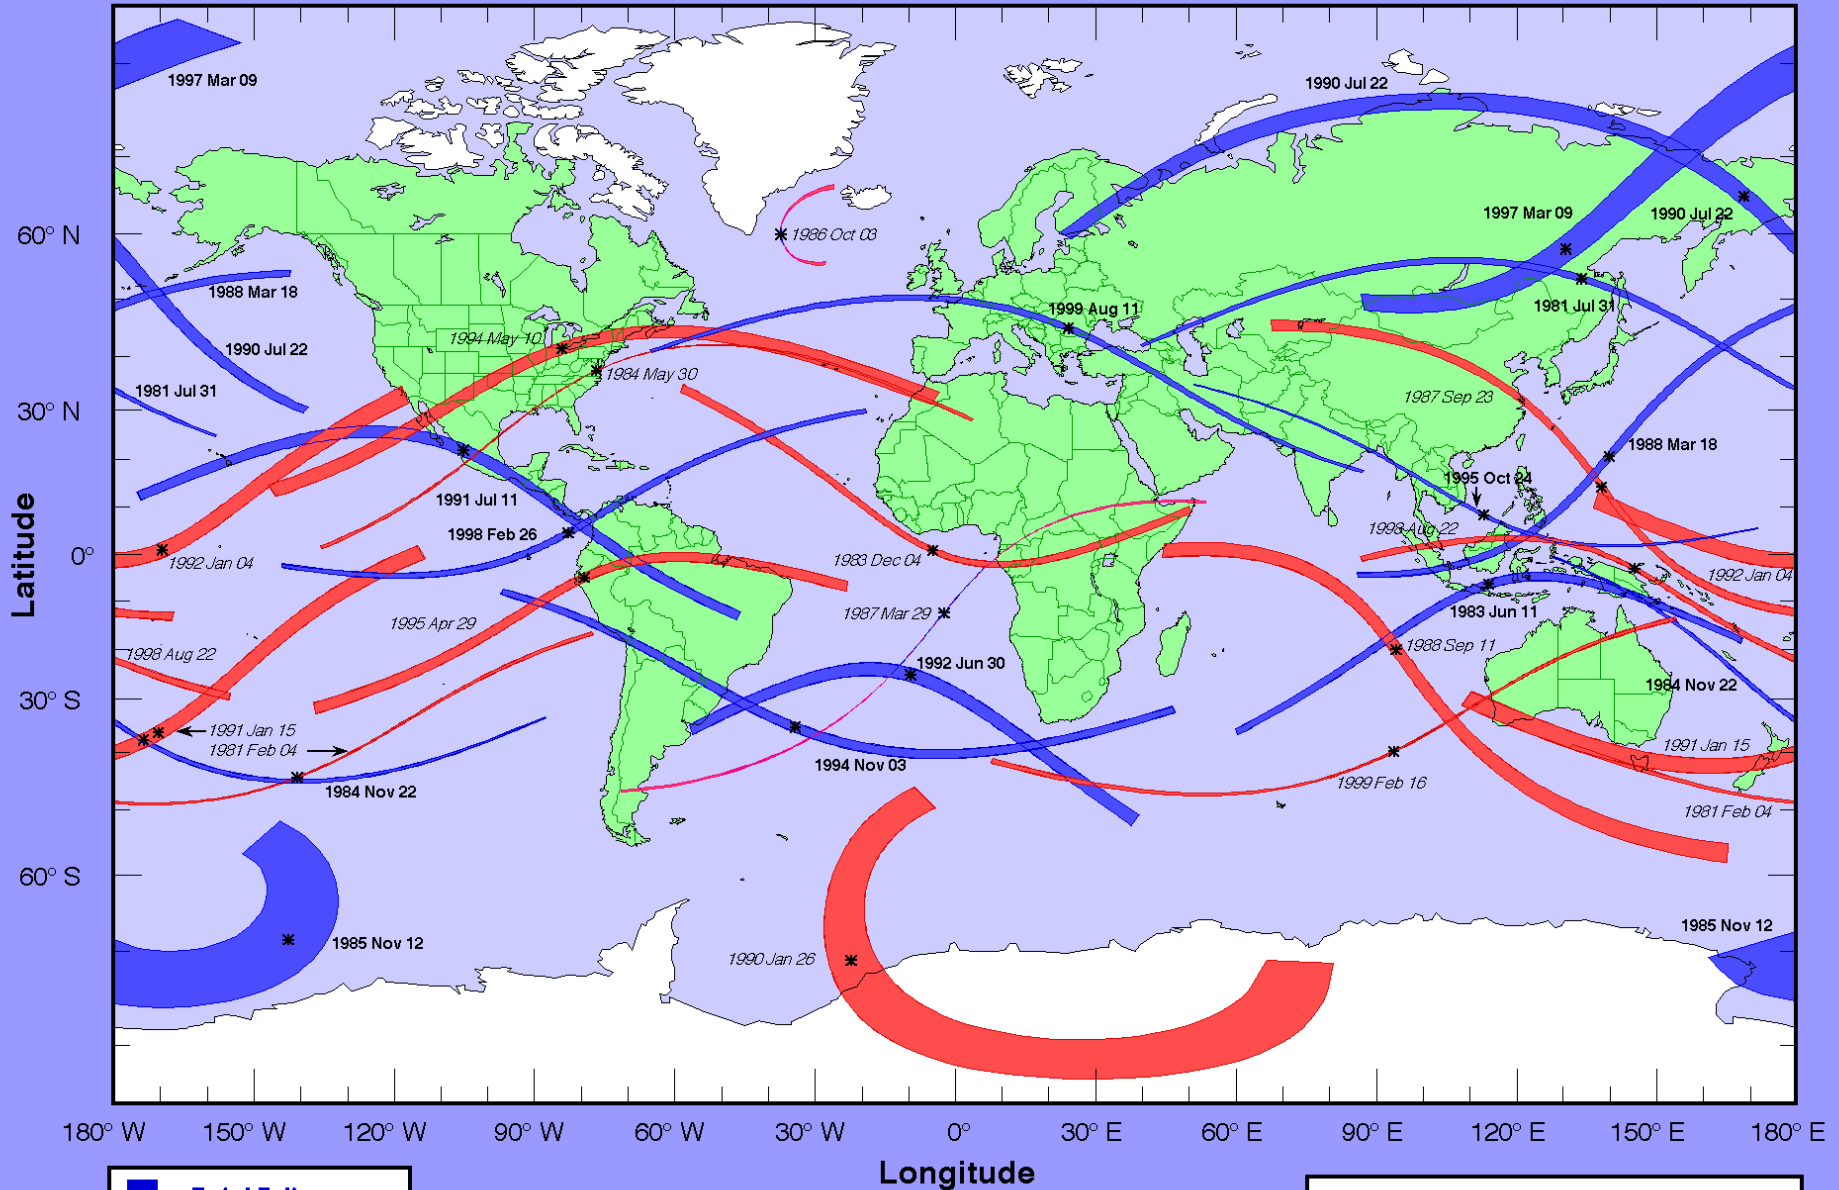 1997 Mar 09
1990 Jul 22
1997 Mar 09
1990 Jul 22
60° N
1986 Oct 03
1988 Mar 18
1999 Aug 11
1981 Jul 31
1994 May 10
1990 Jul 22
1984 May 30
1981 Jul 31
1987 Sep 23
30° N
1988 Mar 18
1995 Oct 24
1991 Jul 11
1998 Feb 26
1998 Aug 22
0°
1992 Jan 04
1983 Dec 04
1992 Jan 04
Latitude
1983 Jun 11
1987 Mar 29
1995 Apr 29
1988 Sep 11
1998 Aug 22
1992 Jun 30
1984 Nov 22
30° S
1991 Jan 15
1981 Feb 04
1991 Jan 15
1994 Nov 03
1999 Feb 16
1984 Nov 22
1981 Feb 04
60° S
1985 Nov 12
1985 Nov 12
1990 Jan 26
180° W 150° W 120° W 90° W 60° W 30° W 0° 30° E 60° E 90° E 120° E 150° E 180° E
Longitude